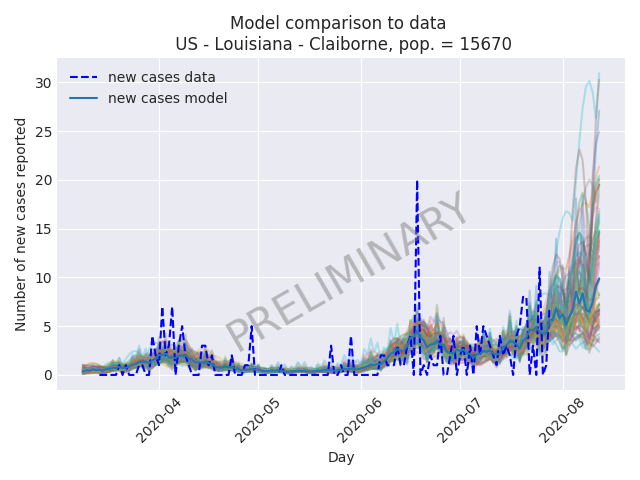 Model comparison to data
US - Louisiana - Claiborne, pop. = 15670
new cases data
new cases model
Number of new cases reported
30
25
20
15
10
5
0
PRELIMINARY
2020-04
2020-05
2020-06
2020-07
2020-08
Day